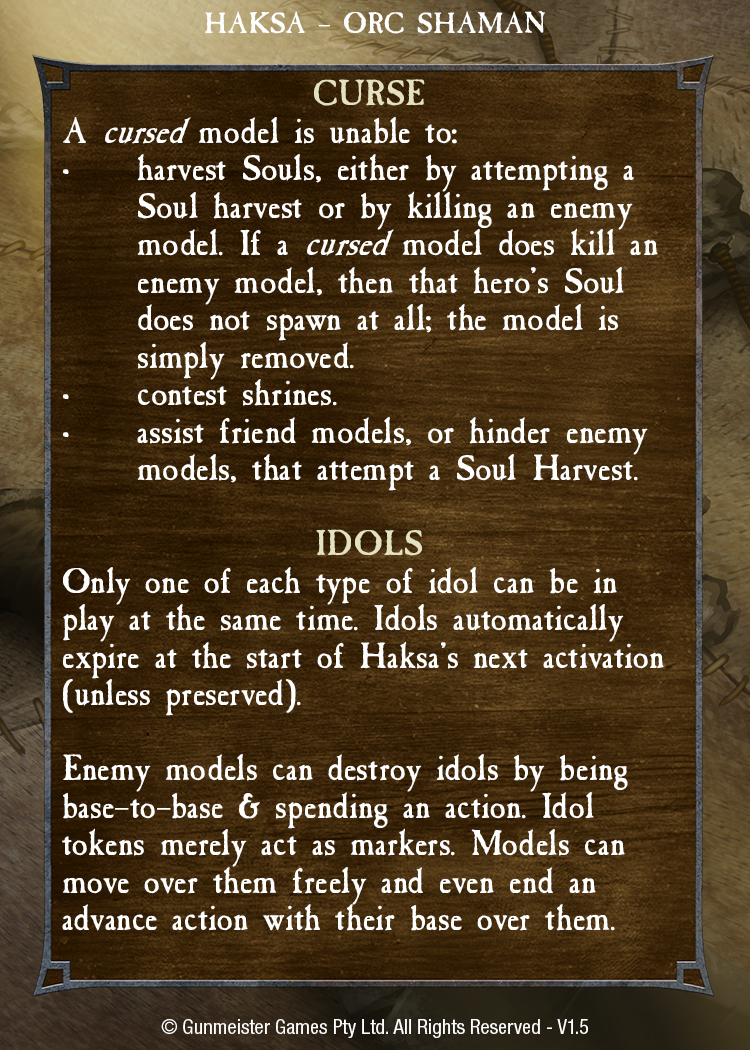 HAKSA – ORC SHAMAN
CURSE
A cursed model is unable to:
• harvest Souls, either by attempting a
Soul harvest or by killing an enemy
model. If a cursed model does kill an
enemy model, then that hero's Soul
does not spawn at all; the model is
simply removed.
• contest shrines.
• assist friend models, or hinder enemy
models, that attempt a Soul Harvest.
IDOLS
Only one of each type of idol can be in
play at the same time. Idols automatically
expire at the start of Haksa's next activation
(unless preserved).
Enemy models can destroy idols by being
base-to-base & spending an action. Idol
tokens merely act as markers. Models can
move over them freely and even end an
advance action with their base over them.
© Gunmeister Games Pty Ltd. All Rights Reserved - V1.5